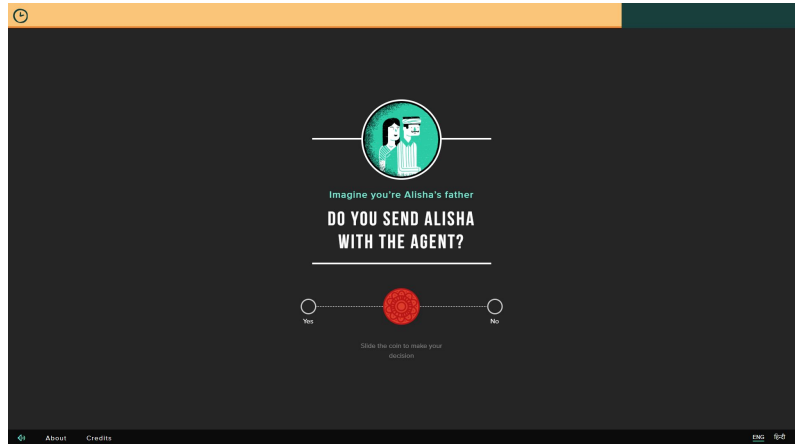 Imagine you're Alisha's father
DO YOU SEND ALISHA
WITH THE AGENT?
Yes
No
Slide the coin to make your
decision
About Credits ENG हिन्दी